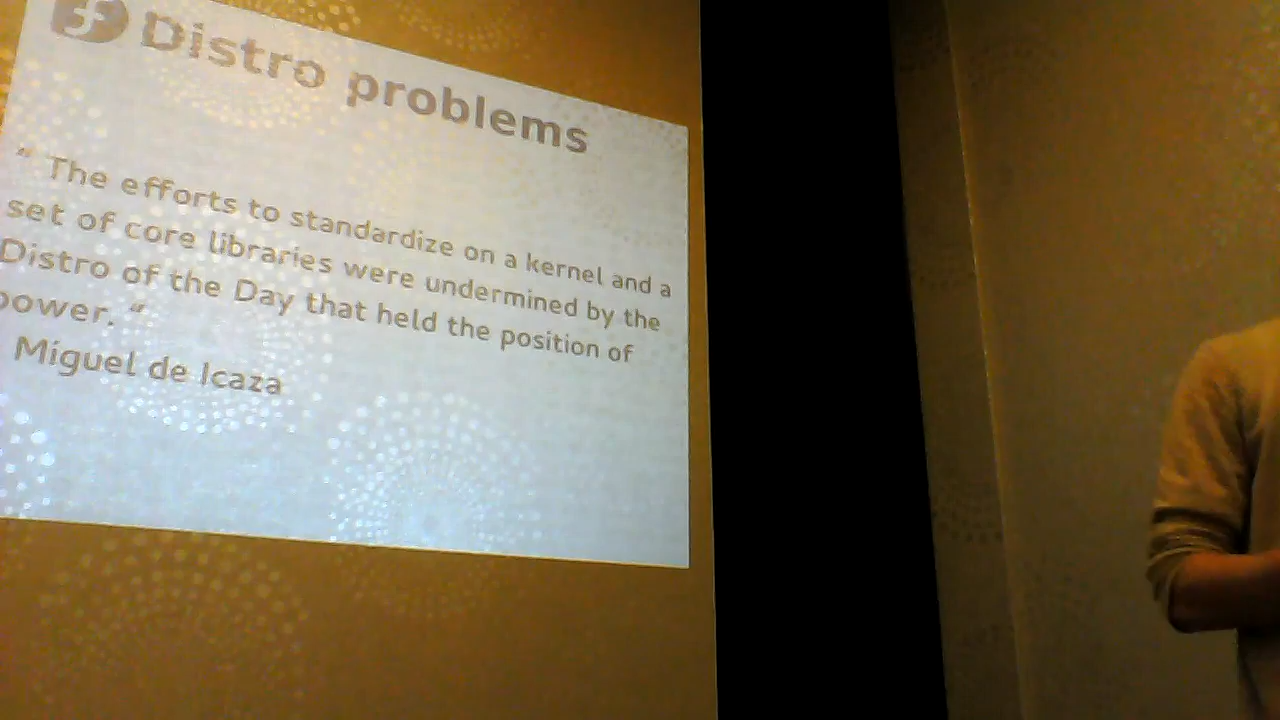 Distro problems
“ The efforts to standardize on a kernel and a
set of core libraries were undermined by the
Distro of the Day that held the position of
power. “
Miguel de Icaza